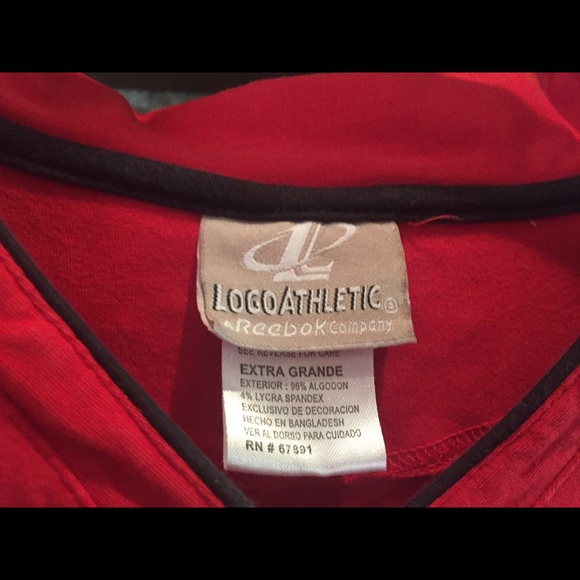 LOGOATHLETIC ®
A Reebok Company
SEE REVERSE FOR CARE
EXTRA GRANDE
EXTERIOR : 96% ALGODON
4% LYCRA SPANDEX
EXCLUSIVO DE DECORACION
HECHO EN BANGLADESH
VER AL DORSO PARA CUIDADO
RN # 67891